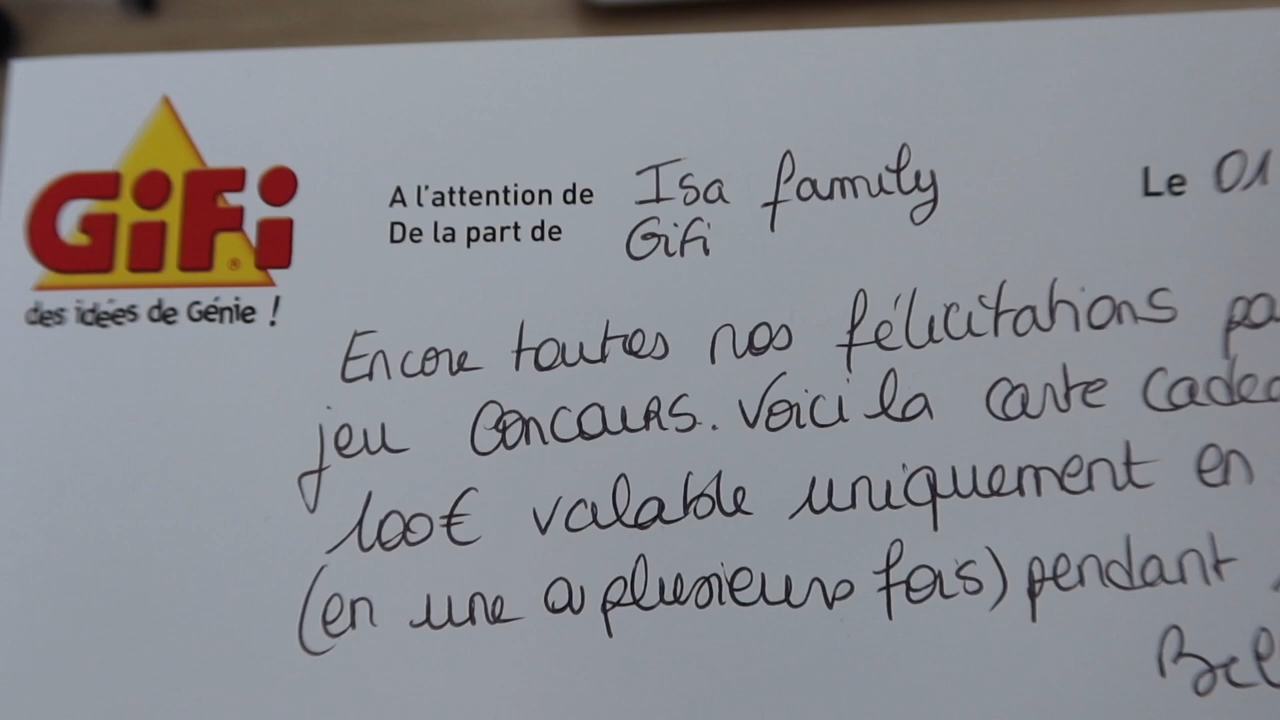 GiFi
des idées de Génie !
A l'attention de Isa family
De la part de Gifi
Le 01
Encore toutes nos félicitations
jeu concours. Voici la carte
100€ valable uniquement en
(en une a plusieurs fois) pendant